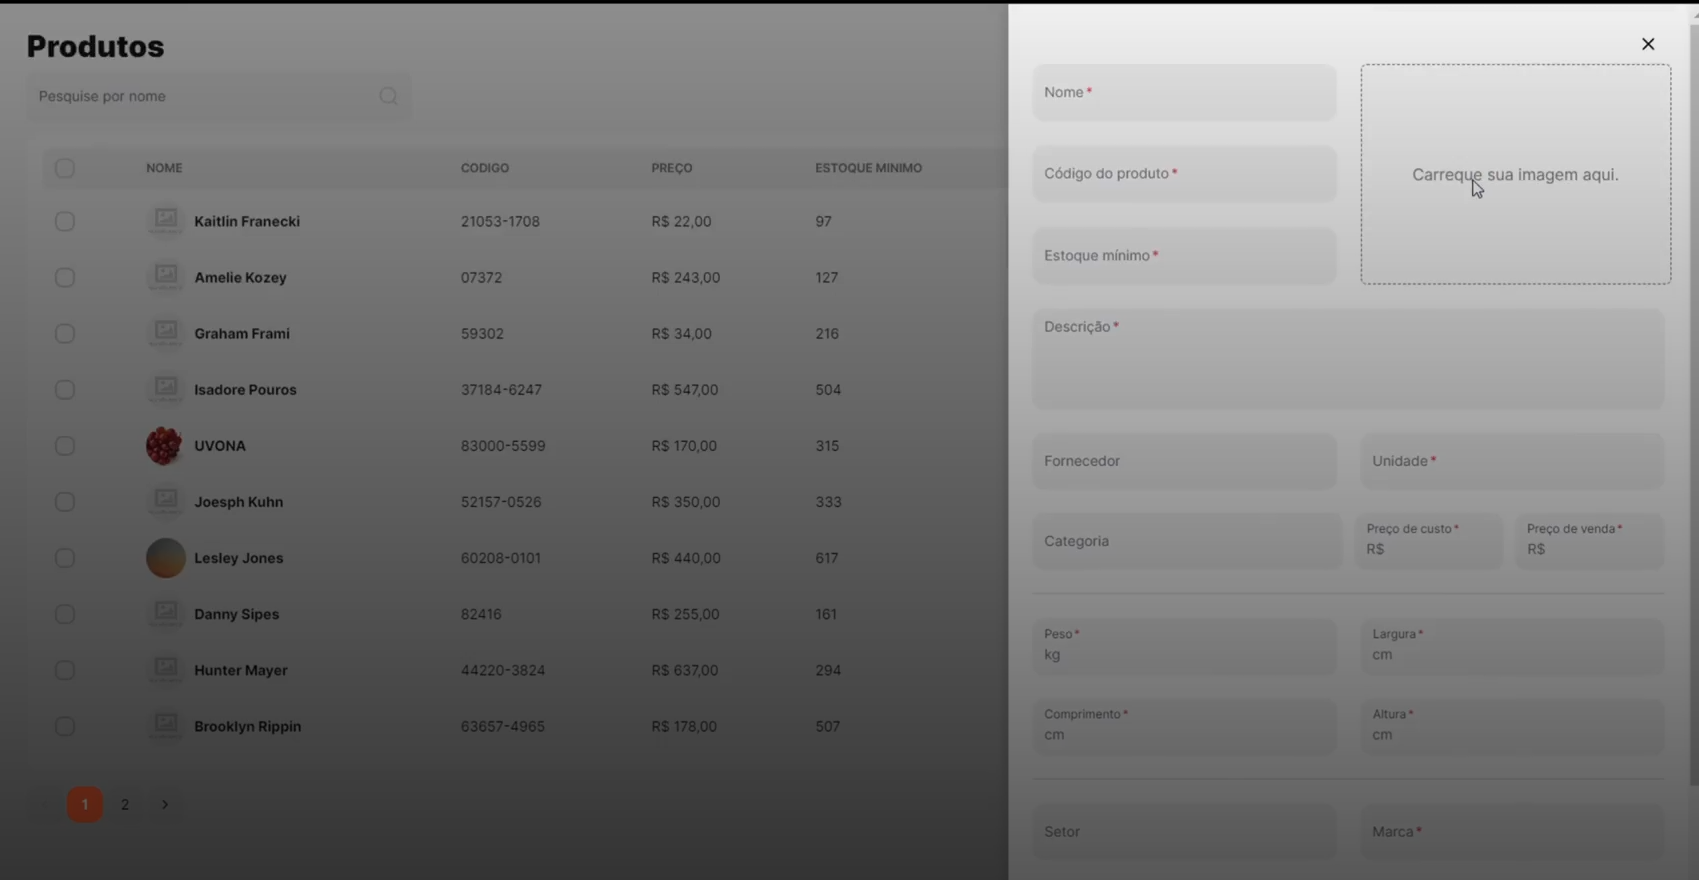 Produtos
Pesquise por nome
NOME CODIGO PREÇO ESTOQUE MINIMO
Kaitlin Franecki 21053-1708 R$ 22,00 97
Amelie Kozey 07372 R$ 243,00 127
Graham Frami 59302 R$ 34,00 216
Isadore Pouros 37184-6247 R$ 547,00 504
UVONA 83000-5599 R$ 170,00 315
Joesph Kuhn 52157-0526 R$ 350,00 333
Lesley Jones 60208-0101 R$ 440,00 617
Danny Sipes 82416 R$ 255,00 161
Hunter Mayer 44220-3824 R$ 637,00 294
Brooklyn Rippin 63657-4965 R$ 178,00 507
1 2
Nome *
Carreque sua imagem aqui.
Código do produto *
Estoque mínimo *
Descrição *
Fornecedor
Unidade *
Categoria
Preço de custo *
R$
Preço de venda *
R$
Peso *
kg
Largura *
cm
Comprimento *
cm
Altura *
cm
Setor
Marca *